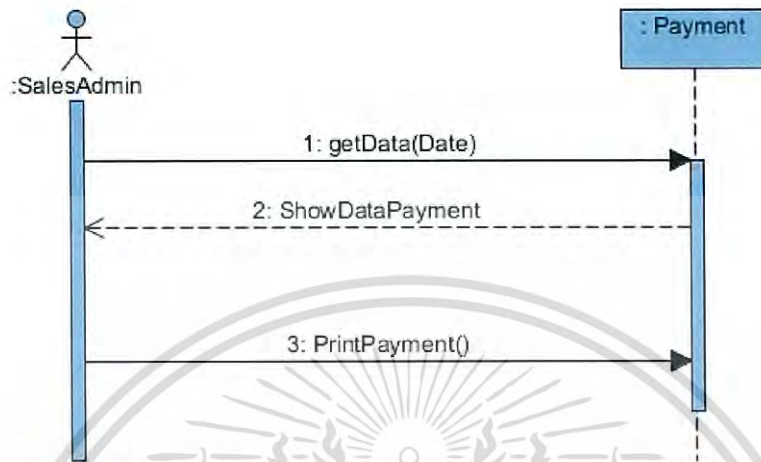 : Payment
:SalesAdmin
1: getData(Date)
2: ShowDataPayment
3: PrintPayment()